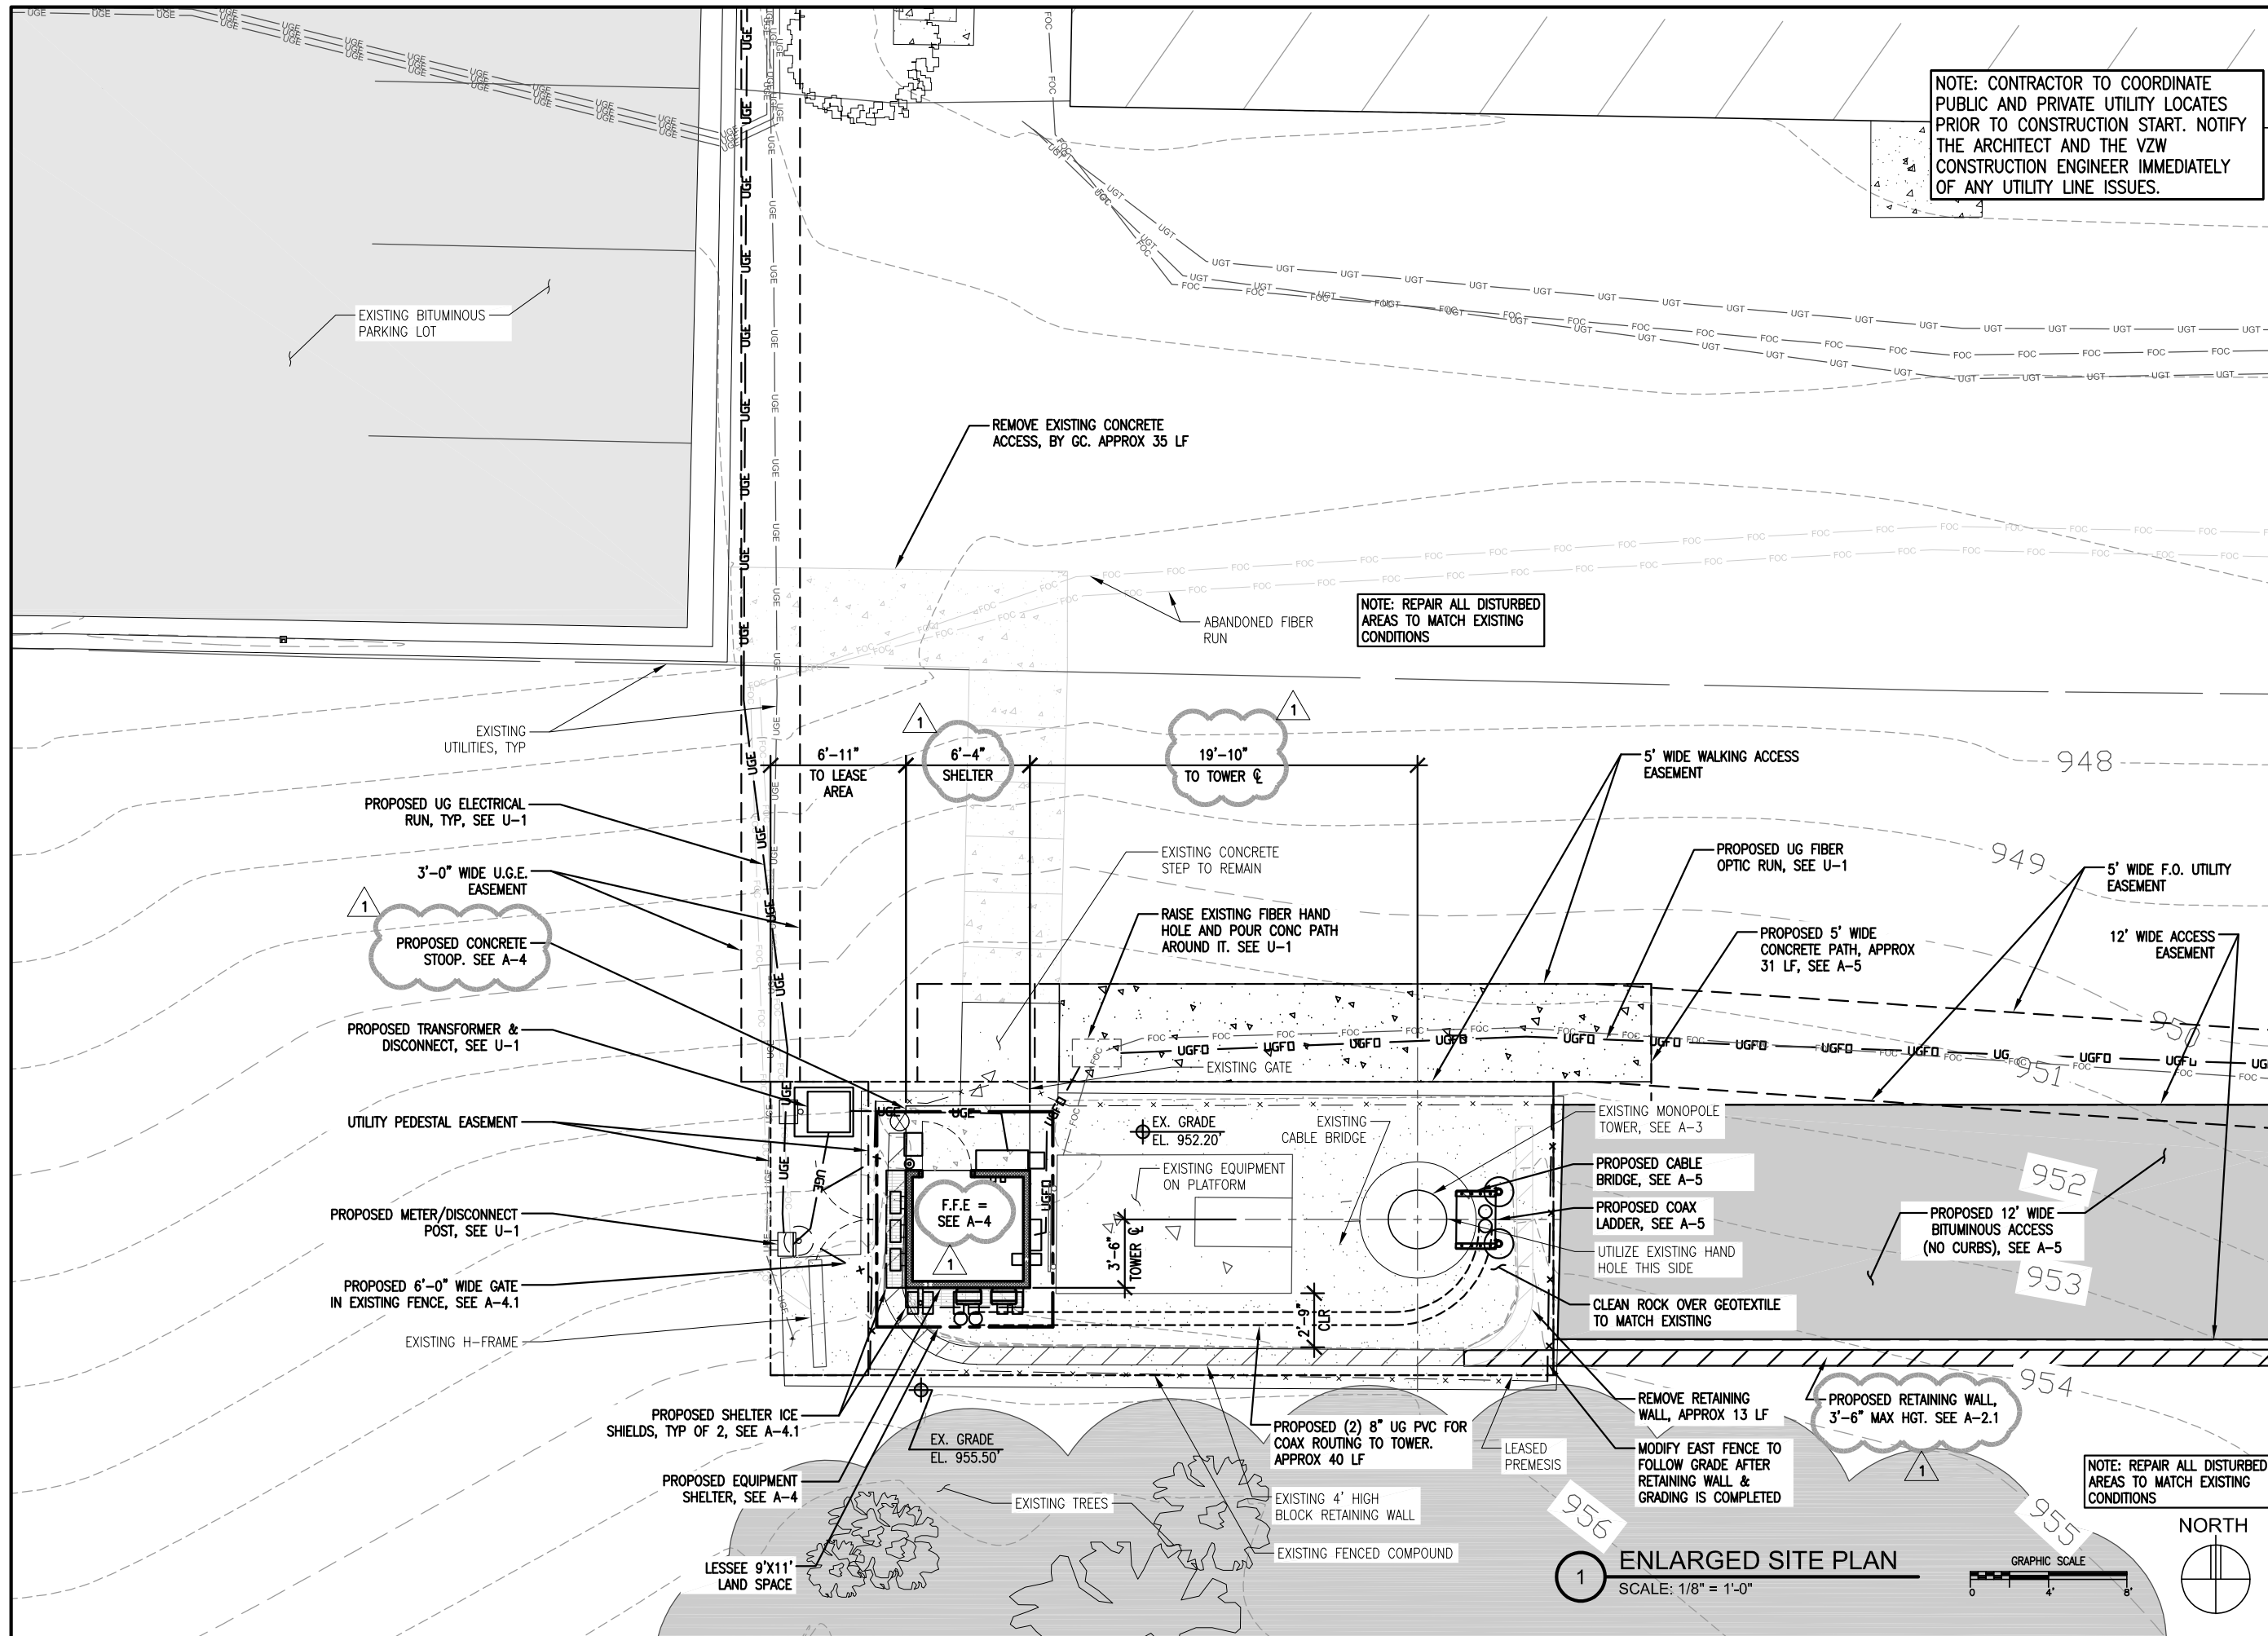 NOTE: CONTRACTOR TO COORDINATE
PUBLIC AND PRIVATE UTILITY LOCATES
PRIOR TO CONSTRUCTION START. NOTIFY
THE ARCHITECT AND THE VZW
CONSTRUCTION ENGINEER IMMEDIATELY
OF ANY UTILITY LINE ISSUES.
EXISTING BITUMINOUS
PARKING LOT
REMOVE EXISTING CONCRETE
ACCESS, BY GC. APPROX 35 LF
ABANDONED FIBER
RUN
NOTE: REPAIR ALL DISTURBED
AREAS TO MATCH EXISTING
CONDITIONS
EXISTING
UTILITIES, TYP
6'-11"
TO LEASE
AREA
1
6'-4"
SHELTER
1
19'-10"
TO TOWER ℄
5' WIDE WALKING ACCESS
EASEMENT
948
949
PROPOSED UG ELECTRICAL
RUN, TYP, SEE U-1
3'-0" WIDE U.G.E.
EASEMENT
1
PROPOSED CONCRETE
STOOP. SEE A-4
EXISTING CONCRETE
STEP TO REMAIN
RAISE EXISTING FIBER HAND
HOLE AND POUR CONC PATH
AROUND IT. SEE U-1
PROPOSED UG FIBER
OPTIC RUN, SEE U-1
5' WIDE F.O. UTILITY
EASEMENT
PROPOSED 5' WIDE
CONCRETE PATH, APPROX
31 LF, SEE A-5
12' WIDE ACCESS
EASEMENT
950
951
PROPOSED TRANSFORMER &
DISCONNECT, SEE U-1
EXISTING GATE
UTILITY PEDESTAL EASEMENT
EX. GRADE
EL. 952.20'
EXISTING
CABLE BRIDGE
EXISTING MONOPOLE
TOWER, SEE A-3
EXISTING EQUIPMENT
ON PLATFORM
PROPOSED CABLE
BRIDGE, SEE A-5
PROPOSED COAX
LADDER, SEE A-5
UTILIZE EXISTING HAND
HOLE THIS SIDE
952
PROPOSED 12' WIDE
BITUMINOUS ACCESS
(NO CURBS), SEE A-5
953
PROPOSED METER/DISCONNECT
POST, SEE U-1
F.F.E =
SEE A-4
1
3'-6"
TOWER ℄
PROPOSED 6'-0" WIDE GATE
IN EXISTING FENCE, SEE A-4.1
EXISTING H-FRAME
2'-9"
CLR
CLEAN ROCK OVER GEOTEXTILE
TO MATCH EXISTING
954
PROPOSED SHELTER ICE
SHIELDS, TYP OF 2, SEE A-4.1
EX. GRADE
EL. 955.50'
PROPOSED (2) 8" UG PVC FOR
COAX ROUTING TO TOWER.
APPROX 40 LF
LEASED
PREMESIS
REMOVE RETAINING
WALL, APPROX 13 LF
PROPOSED RETAINING WALL,
3'-6" MAX HGT. SEE A-2.1
1
MODIFY EAST FENCE TO
FOLLOW GRADE AFTER
RETAINING WALL &
GRADING IS COMPLETED
PROPOSED EQUIPMENT
SHELTER, SEE A-4
EXISTING TREES
EXISTING 4' HIGH
BLOCK RETAINING WALL
EXISTING FENCED COMPOUND
LESSEE 9'X11'
LAND SPACE
956
955
NOTE: REPAIR ALL DISTURBED
AREAS TO MATCH EXISTING
CONDITIONS
NORTH
1
ENLARGED SITE PLAN
SCALE: 1/8" = 1'-0"
GRAPHIC SCALE
0 4' 8'